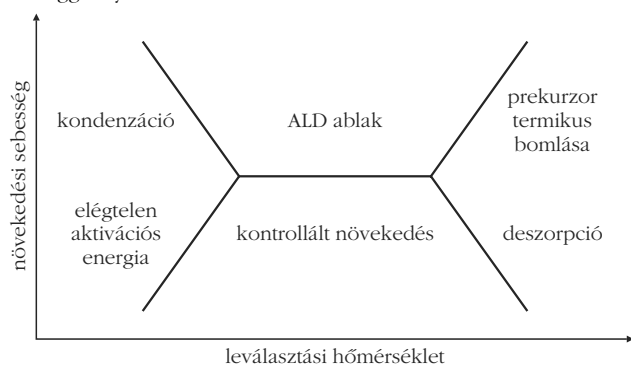 növekedési sebesség
kondenzáció
ALD ablak
prekurzor
termikus
bomlása
elégtelen
aktivációs
energia
kontrollált növekedés
deszorpció
leválasztási hőmérséklet